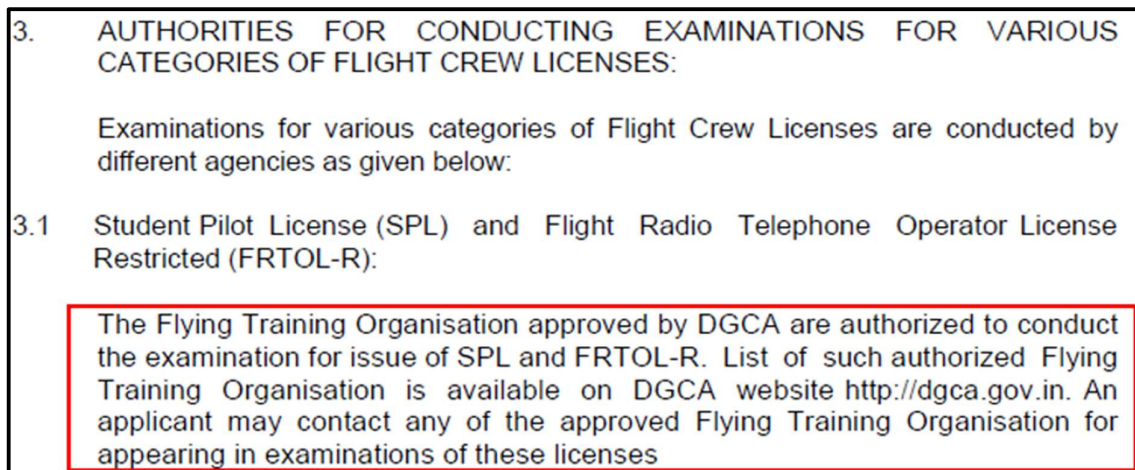 3. AUTHORITIES FOR CONDUCTING EXAMINATIONS FOR VARIOUS
CATEGORIES OF FLIGHT CREW LICENSES:
Examinations for various categories of Flight Crew Licenses are conducted by
different agencies as given below:
3.1 Student Pilot License (SPL) and Flight Radio Telephone Operator License
Restricted (FRTOL-R):
The Flying Training Organisation approved by DGCA are authorized to conduct
the examination for issue of SPL and FRTOL-R. List of such authorized Flying
Training Organisation is available on DGCA website http://dgca.gov.in. An
applicant may contact any of the approved Flying Training Organisation for
appearing in examinations of these licenses